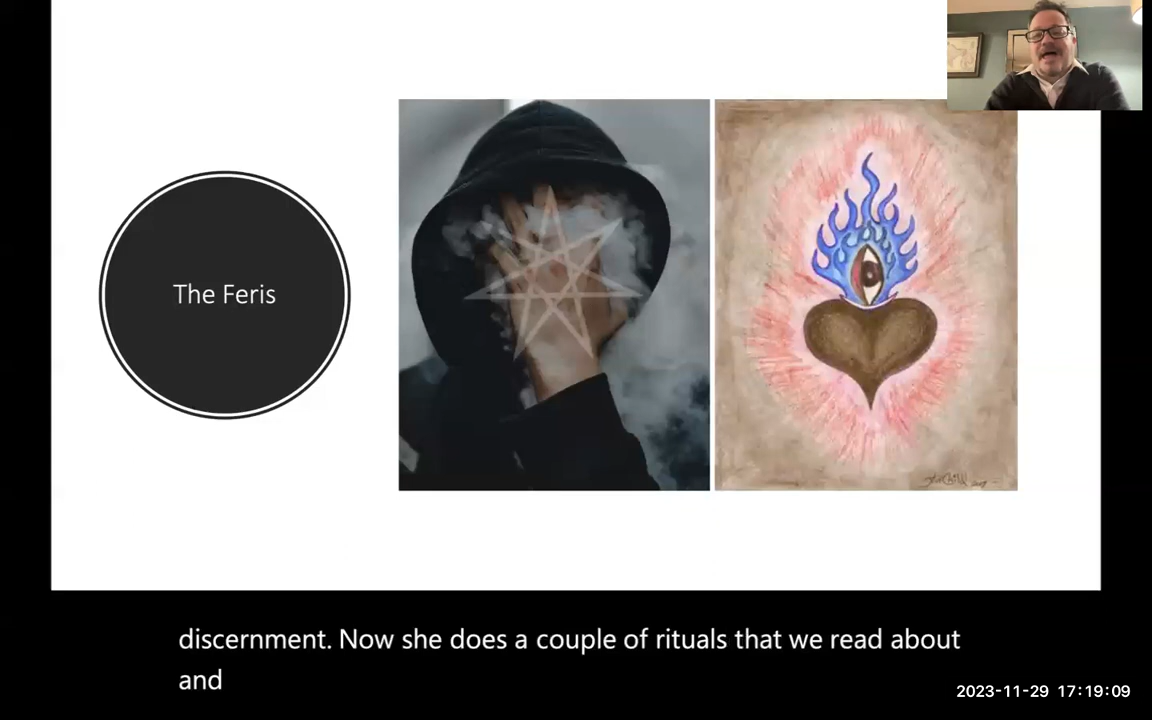 The Feris
discernment. Now she does a couple of rituals that we read about
and
2023-11-29 17:19:09